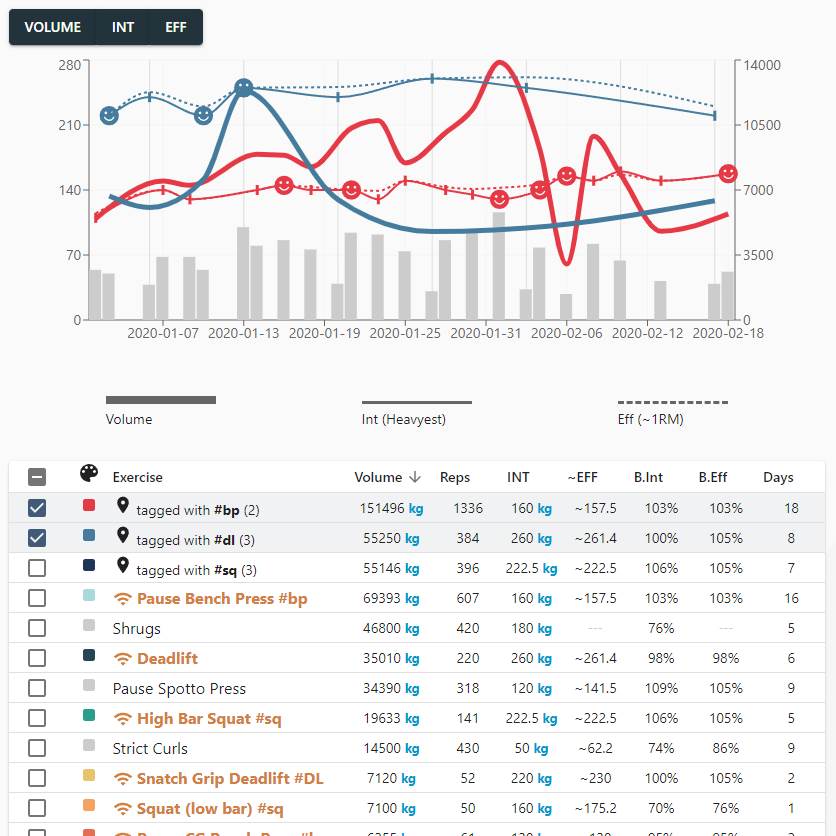 VOLUME INT EFF
280 14000
210 10500
140 7000
70 3500
0 0
2020-01-07 2020-01-13 2020-01-19 2020-01-25 2020-01-31 2020-02-06 2020-02-12 2020-02-18
Volume Int (Heavyest) Eff (~1RM)
Exercise Volume ↓ Reps INT ~EFF B.Int B.Eff Days
tagged with #bp (2) 151496 kg 1336 160 kg ~157.5 103% 103% 18
tagged with #dl (3) 55250 kg 384 260 kg ~261.4 100% 105% 8
tagged with #sq (3) 55146 kg 396 222.5 kg ~222.5 106% 105% 7
Pause Bench Press #bp 69393 kg 607 160 kg ~157.5 103% 103% 16
Shrugs 46800 kg 420 180 kg --- 76% --- 5
Deadlift 35010 kg 220 260 kg ~261.4 98% 98% 6
Pause Spotto Press 34390 kg 318 120 kg ~141.5 109% 105% 9
High Bar Squat #sq 19633 kg 141 222.5 kg ~222.5 106% 105% 5
Strict Curls 14500 kg 430 50 kg ~62.2 74% 86% 9
Snatch Grip Deadlift #DL 7120 kg 52 220 kg ~230 100% 105% 2
Squat (low bar) #sq 7100 kg 50 160 kg ~175.2 70% 76% 1